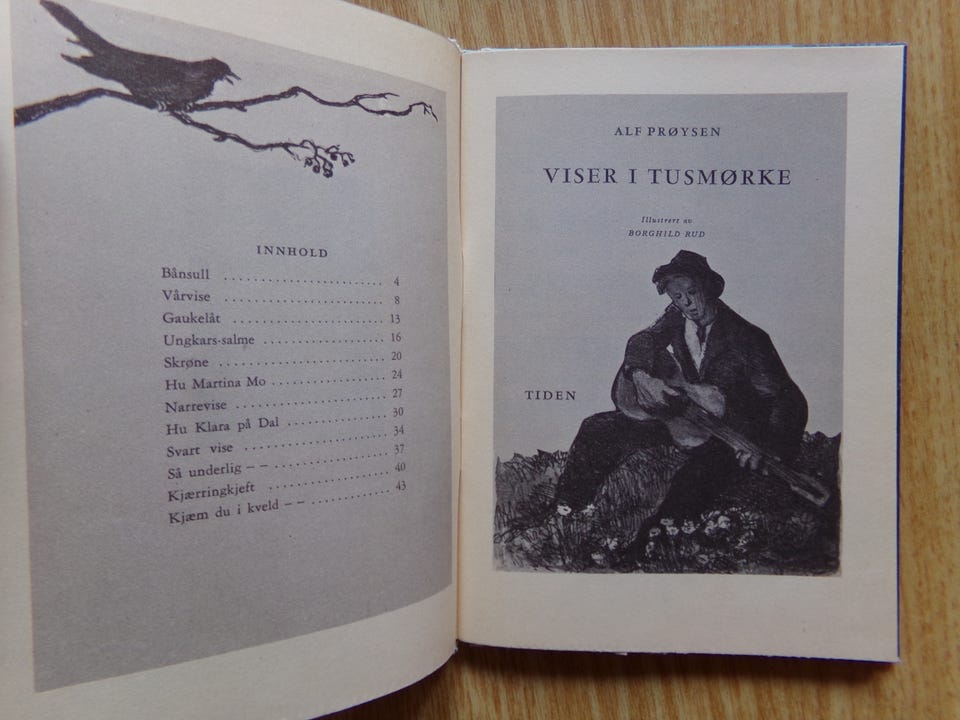 INNHOLD
Bånsull ........................ 4
Vårvise ........................ 8
Gaukelåt ....................... 13
Ungkars-salme .................. 16
Skrøne ......................... 20
Hu Martina Mo .................. 24
Narrevise ...................... 27
Hu Klara på Dal ................ 30
Svart vise ..................... 34
Så underlig – – ................ 37
Kjærringkjeft .................. 40
Kjæm du i kveld – – ............ 43
ALF PRØYSEN
VISER I TUSMØRKE
Illustrert av
BORGHILD RUD
TIDEN